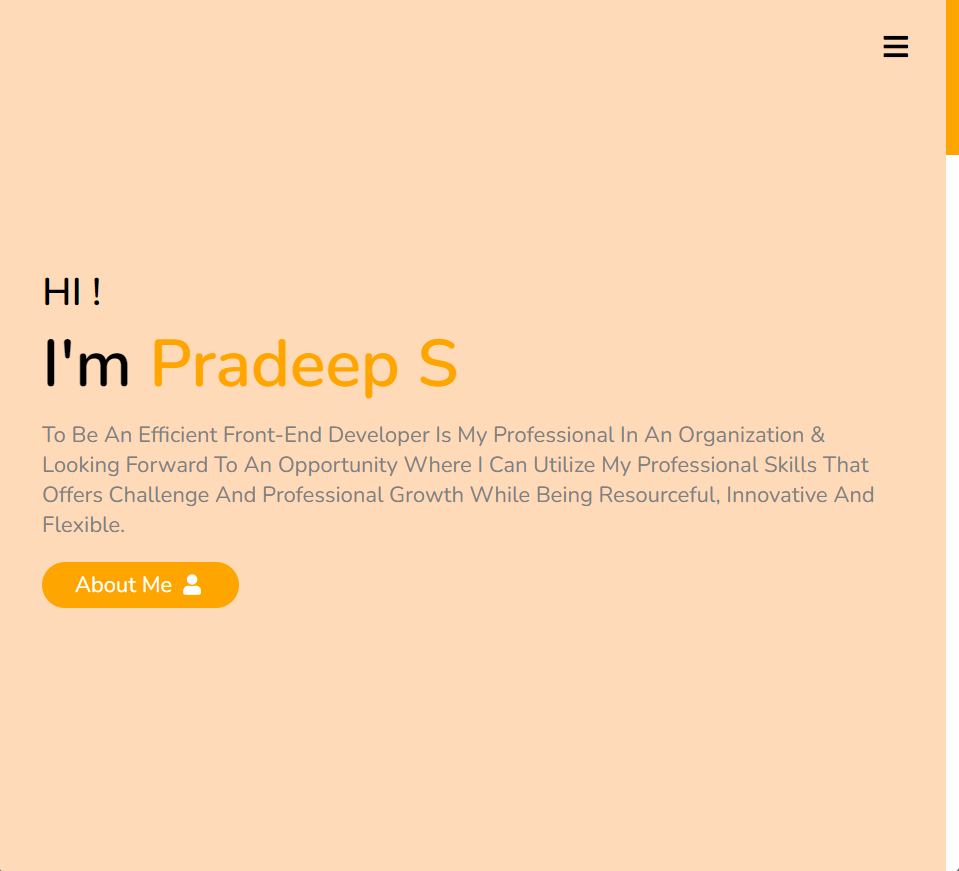 HI !
I'm Pradeep S
To Be An Efficient Front-End Developer Is My Professional In An Organization &
Looking Forward To An Opportunity Where I Can Utilize My Professional Skills That
Offers Challenge And Professional Growth While Being Resourceful, Innovative And
Flexible.
About Me